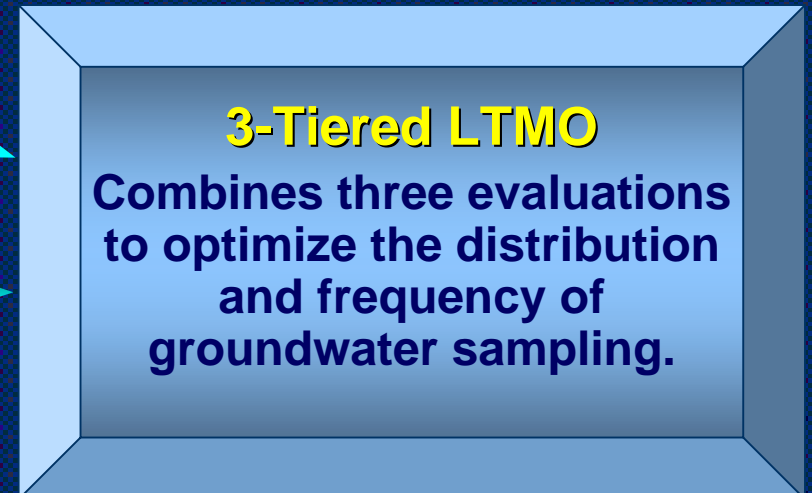 3-Tiered LTMO
Combines three evaluations
to optimize the distribution
and frequency of
groundwater sampling.